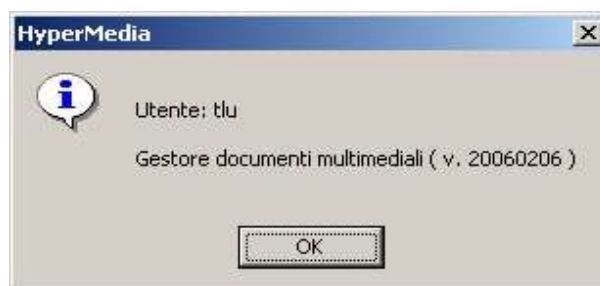 HyperMedia
Utente: tlu
Gestore documenti multimediali ( v. 20060206 )
OK